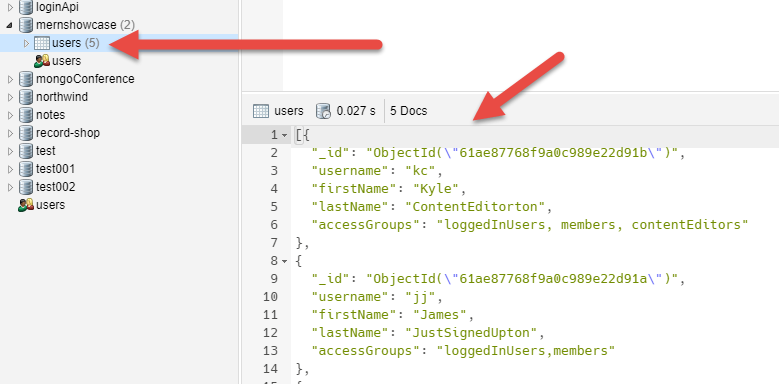 loginApi
mernshowcase (2)
users (5)
users
mongoConference
northwind
notes
record-shop
test
test001
test002
users
users 0.027 s 5 Docs
1 [{
2 "_id": "ObjectId(\"61ae87768f9a0c989e22d91b\")",
3 "username": "kc",
4 "firstName": "Kyle",
5 "lastName": "ContentEditorton",
6 "accessGroups": "loggedInUsers, members, contentEditors"
7 },
8 {
9 "_id": "ObjectId(\"61ae87768f9a0c989e22d91a\")",
10 "username": "jj",
11 "firstName": "James",
12 "lastName": "JustSignedUpton",
13 "accessGroups": "loggedInUsers,members"
14 },
15 {